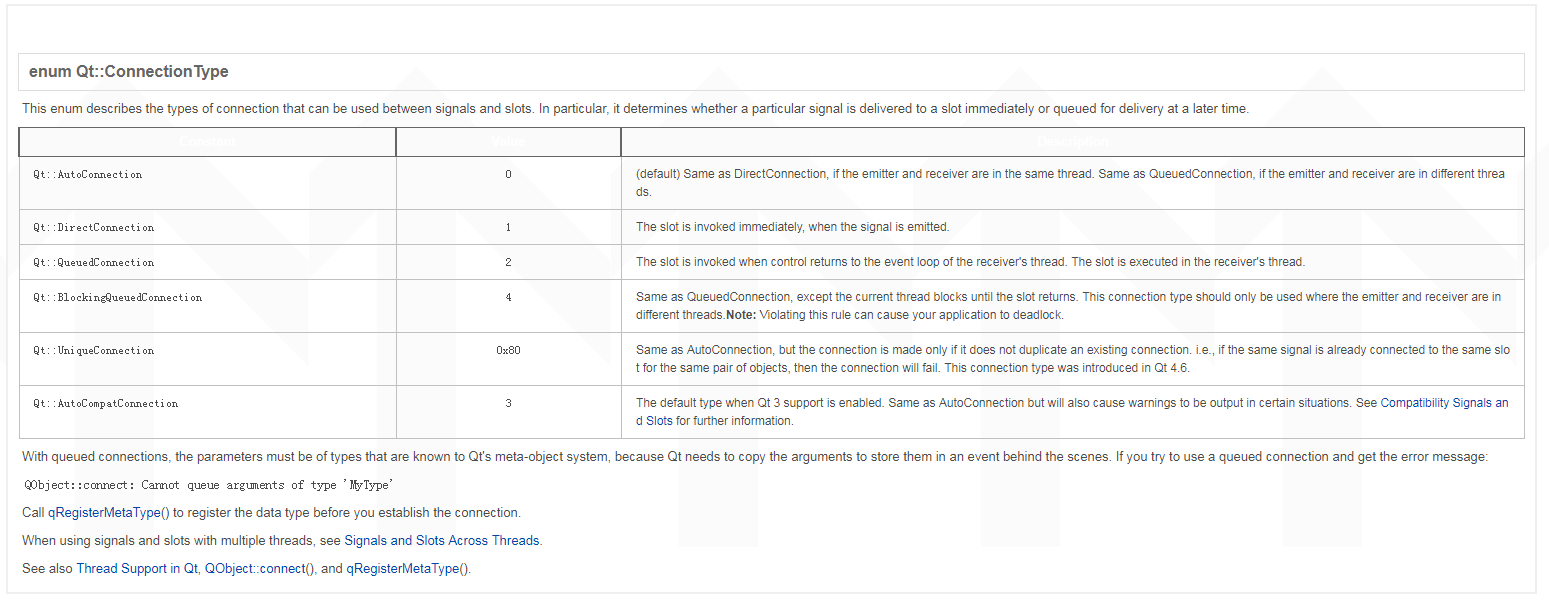 enum Qt::ConnectionType
This enum describes the types of connection that can be used between signals and slots. In particular, it determines whether a particular signal is delivered to a slot immediately or queued for delivery at a later time.
Constant Value Description
Qt::AutoConnection 0 (default) Same as DirectConnection, if the emitter and receiver are in the same thread. Same as QueuedConnection, if the emitter and receiver are in different threa
ds.
Qt::DirectConnection 1 The slot is invoked immediately, when the signal is emitted.
Qt::QueuedConnection 2 The slot is invoked when control returns to the event loop of the receiver's thread. The slot is executed in the receiver's thread.
Qt::BlockingQueuedConnection 4 Same as QueuedConnection, except the current thread blocks until the slot returns. This connection type should only be used where the emitter and receiver are in
different threads.Note: Violating this rule can cause your application to deadlock.
Qt::UniqueConnection 0x80 Same as AutoConnection, but the connection is made only if it does not duplicate an existing connection. i.e., if the same signal is already connected to the same slo
t for the same pair of objects, then the connection will fail. This connection type was introduced in Qt 4.6.
Qt::AutoCompatConnection 3 The default type when Qt 3 support is enabled. Same as AutoConnection but will also cause warnings to be output in certain situations. See Compatibility Signals an
d Slots for further information.
With queued connections, the parameters must be of types that are known to Qt's meta-object system, because Qt needs to copy the arguments to store them in an event behind the scenes. If you try to use a queued connection and get the error message:
QObject::connect: Cannot queue arguments of type 'MyType'
Call qRegisterMetaType() to register the data type before you establish the connection.
When using signals and slots with multiple threads, see Signals and Slots Across Threads.
See also Thread Support in Qt, QObject::connect(), and qRegisterMetaType().